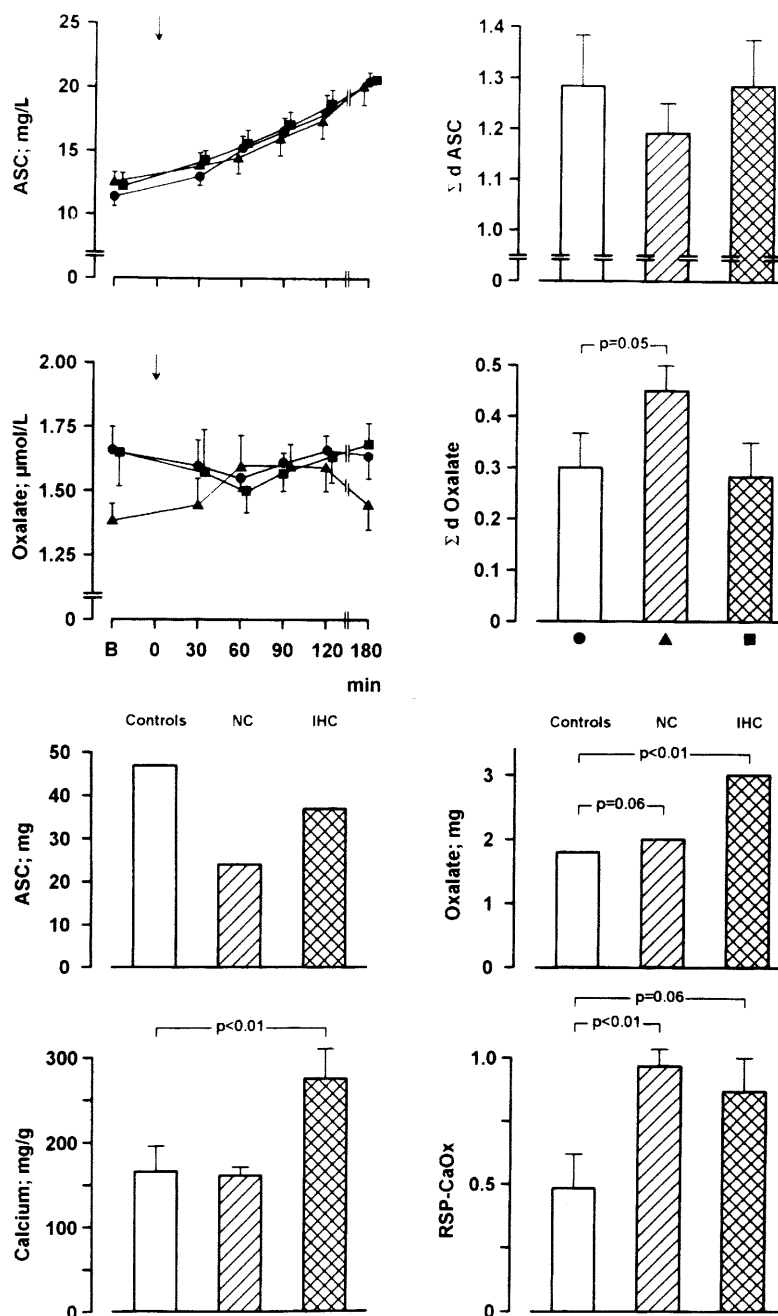 ASC; mg/L
25
20
15
10
0
Σ d ASC
1.4
1.3
1.2
1.1
1.0
0
Oxalate; µmol/L
2.00
1.75
1.50
1.25
0
B 0 30 60 90 120 180
min
Σ d Oxalate
0.5
0.4
0.3
0.2
0.1
0
p=0.05
Controls NC IHC
ASC; mg
50
40
30
20
10
0
Controls NC IHC
Oxalate; mg
3
2
1
0
p<0.01
p=0.06
Calcium; mg/g
300
200
150
100
0
p<0.01
RSP-CaOx
1.0
0.5
0
p=0.06
p<0.01